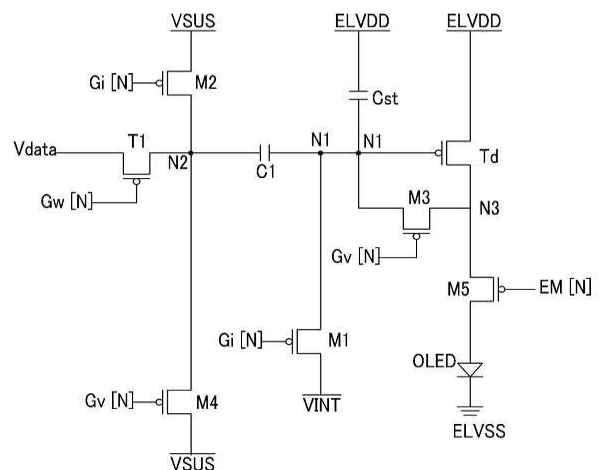 VSUS ELVDD ELVDD
Gi [N] M2
Cst
Vdata T1 N2 C1 N1 N1 Td
Gw [N] M3 N3
Gv [N]
M5 EM [N]
Gi [N] M1
OLED
Gv [N] M4 VINT
ELVSS
VSUS